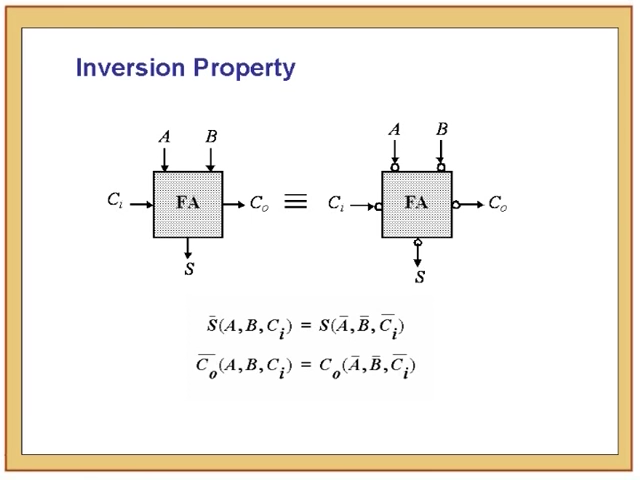 Inversion Property
A B A B
Ci FA Co ≡ Ci FA Co
S S
S̄(A,B,Cᵢ) = S(Ā,B̄,C̅ᵢ)
C̅ₒ(A,B,Cᵢ) = Cₒ(Ā,B̄,C̅ᵢ)